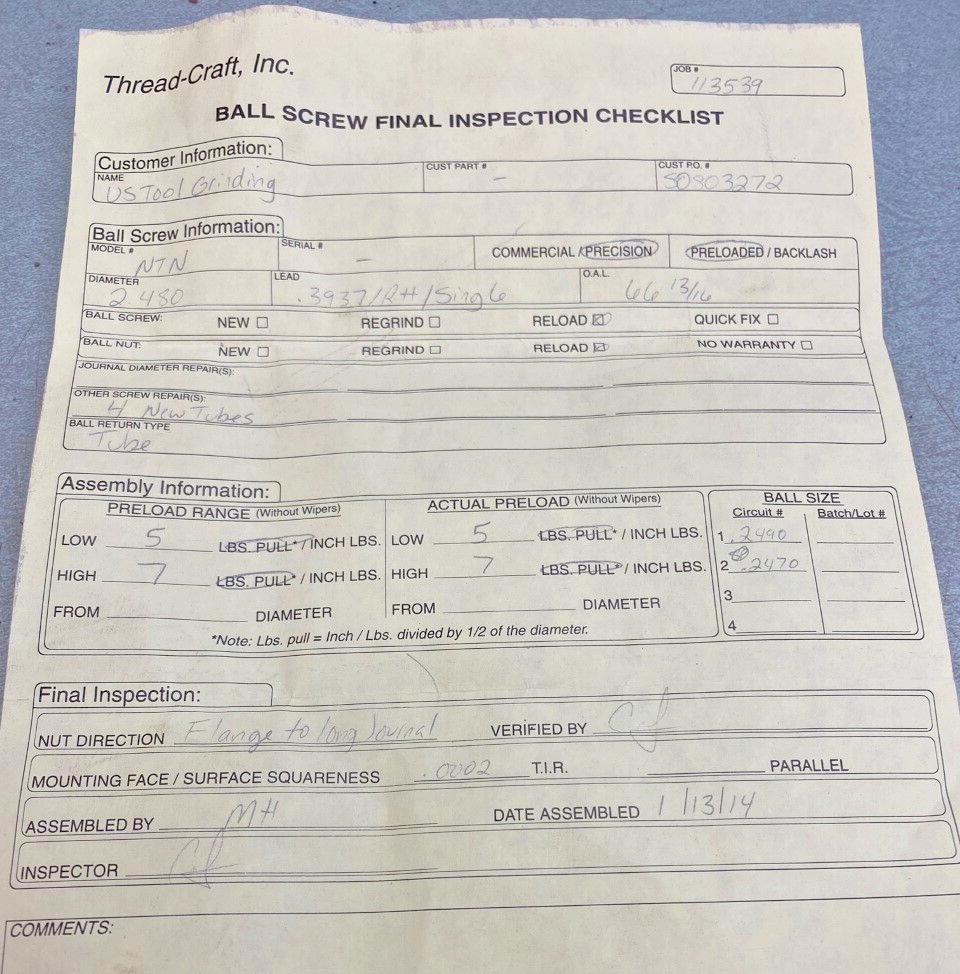 Thread-Craft, Inc.
JOB #
113539
BALL SCREW FINAL INSPECTION CHECKLIST
Customer Information:
NAME CUST PART # CUST P.O. #
US Tool Grinding - SO803272
Ball Screw Information:
MODEL # SERIAL # COMMERCIAL / PRECISION PRELOADED / BACKLASH
NTN -
DIAMETER LEAD O.A.L.
2.480 .3937/RH/Single 66 13/16
BALL SCREW: NEW ☐ REGRIND ☐ RELOAD ☑ QUICK FIX ☐
BALL NUT: NEW ☐ REGRIND ☐ RELOAD ☑ NO WARRANTY ☐
JOURNAL DIAMETER REPAIR(S):
OTHER SCREW REPAIR(S):
4 New Tubes
BALL RETURN TYPE
Tube
Assembly Information:
PRELOAD RANGE (Without Wipers) ACTUAL PRELOAD (Without Wipers) BALL SIZE
Circuit # Batch/Lot #
LOW 5 LBS. PULL* / INCH LBS. LOW 5 LBS. PULL* / INCH LBS. 1 .2490
HIGH 7 LBS. PULL* / INCH LBS. HIGH 7 LBS. PULL* / INCH LBS. 2 .2470
FROM DIAMETER FROM DIAMETER 3
*Note: Lbs. pull = Inch / Lbs. divided by 1/2 of the diameter. 4
Final Inspection:
NUT DIRECTION Flange to long Journal VERIFIED BY
MOUNTING FACE / SURFACE SQUARENESS .0002 T.I.R. PARALLEL
ASSEMBLED BY MH DATE ASSEMBLED 1/13/14
INSPECTOR
COMMENTS: